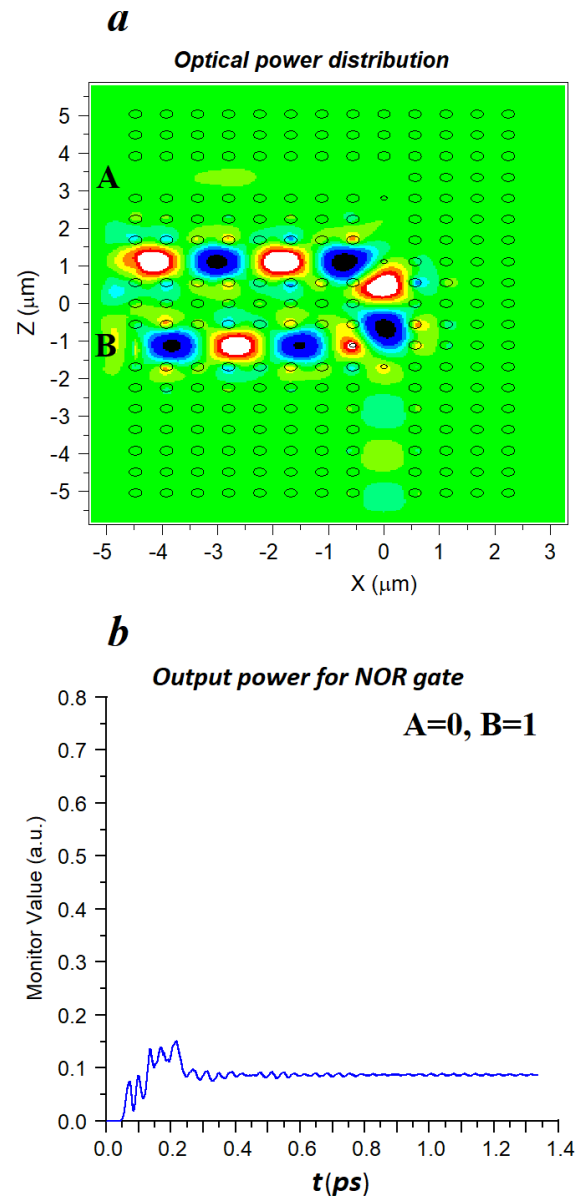 a
Optical power distribution
A
B
5
4
3
2
1
0
-1
-2
-3
-4
-5
Z (μm)
-5 -4 -3 -2 -1 0 1 2 3
X (μm)
b
Output power for NOR gate
A=0, B=1
0.8
0.7
0.6
0.5
0.4
0.3
0.2
0.1
0.0
Monitor Value (a.u.)
0.0 0.2 0.4 0.6 0.8 1.0 1.2 1.4
t(ps)